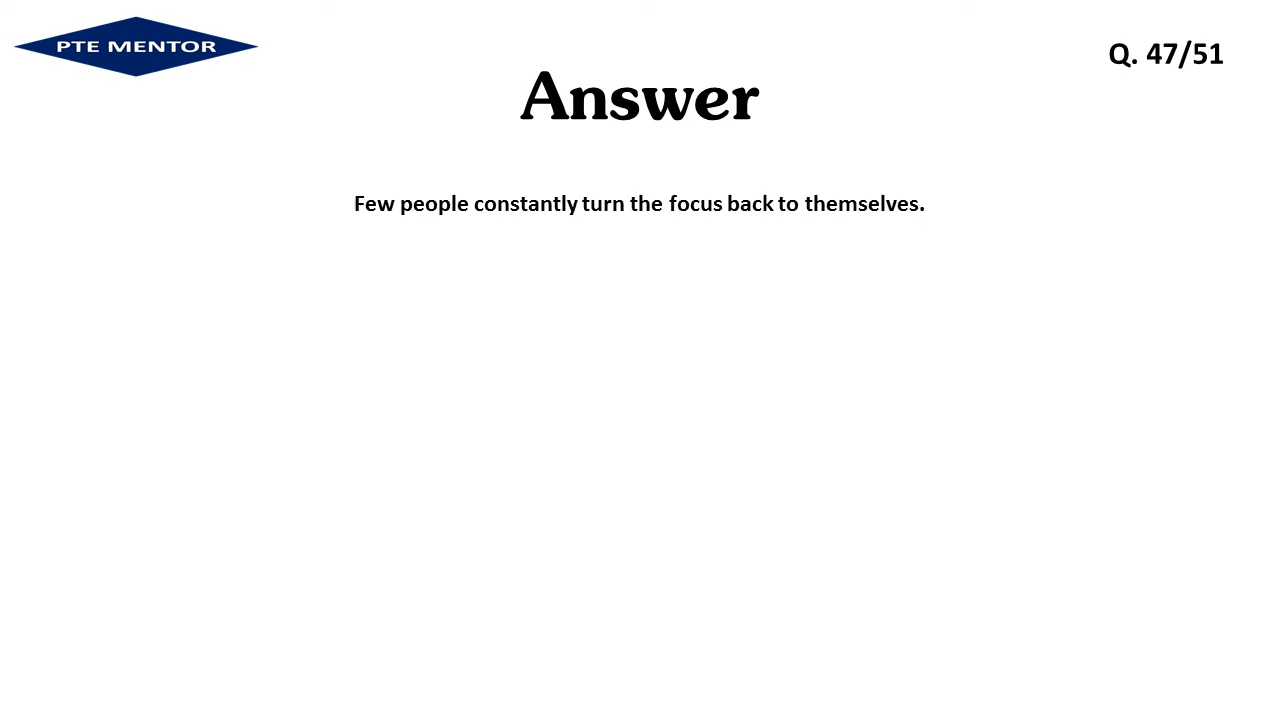 PTE MENTOR
Q. 47/51
Answer
Few people constantly turn the focus back to themselves.